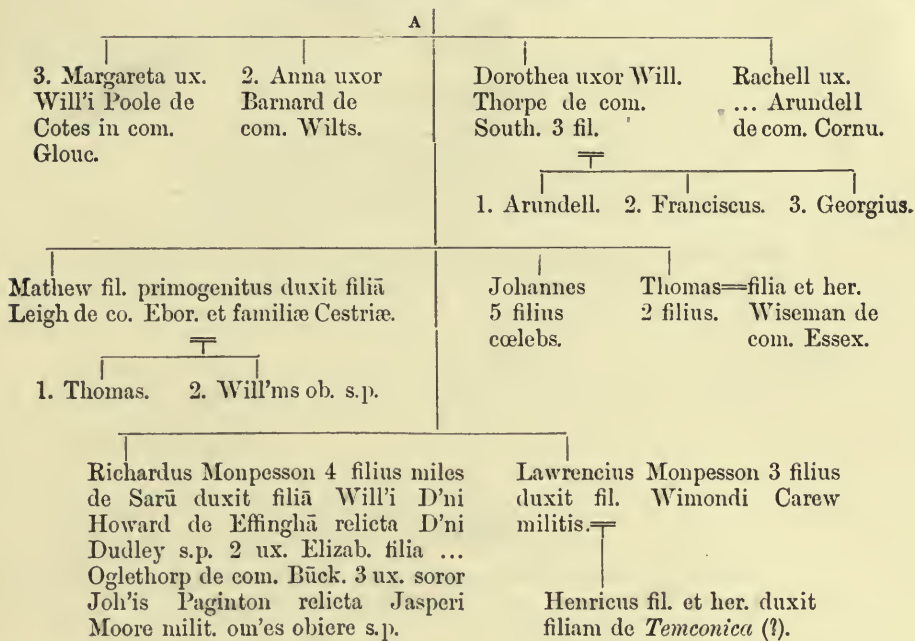 A
3. Margareta ux.
Will'i Poole de
Cotes in com.
Glouc.
2. Anna uxor
Barnard de
com. Wilts.
Dorothea uxor Will.
Thorpe de com.
South. 3 fil.
Rachell ux.
... Arundell
de com. Cornu.
1. Arundell. 2. Franciscus. 3. Georgius.
Mathew fil. primogenitus duxit filiā
Leigh de co. Ebor. et familiæ Cestriæ.
1. Thomas. 2. Will'ms ob. s.p.
Johannes
5 filius
cœlebs.
Thomas═filia et her.
2 filius. Wiseman de
com. Essex.
Richardus Monpesson 4 filius miles
de Sarū duxit filiā Will'i D'ni
Howard de Effinghā relicta D'ni
Dudley s.p. 2 ux. Elizab. filia ...
Oglethorp de com. Būck. 3 ux. soror
Joh'is Paginton relicta Jasperi
Moore milit. om'es obiere s.p.
Lawrencius Monpesson 3 filius
duxit fil. Wimondi Carew
militis.
Henricus fil. et her. duxit
filiam de Temconica (?).